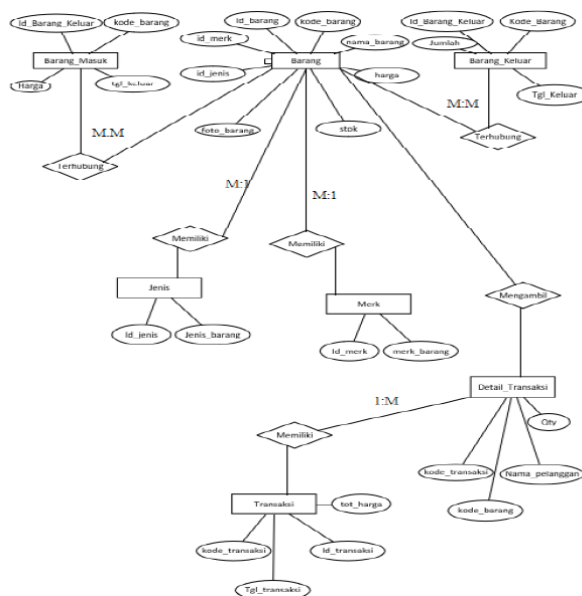 Id_barang
kode_barang
Id_Barang_Keluar
kode_barang
id_merk
nama_barang
Id_Barang_Keluar
Kode_Barang
Barang_Masuk
Barang
Jumlah
Barang_Keluar
Harga
tgl_keluar
id_jenis
harga
Tgl_Keluar
M:M
M:M
foto_barang
stok
Terhubung
Terhubung
M:1
M:1
Memiliki
Memiliki
Jenis
Merk
Mengambil
Id_jenis
Jenis_barang
Id_merk
merk_barang
Detail_Transaksi
1:M
Qty
Memiliki
kode_transaksi
Nama_pelanggan
kode_barang
Transaksi
tot_harga
kode_transaksi
Id_transaksi
Tgl_transaksi